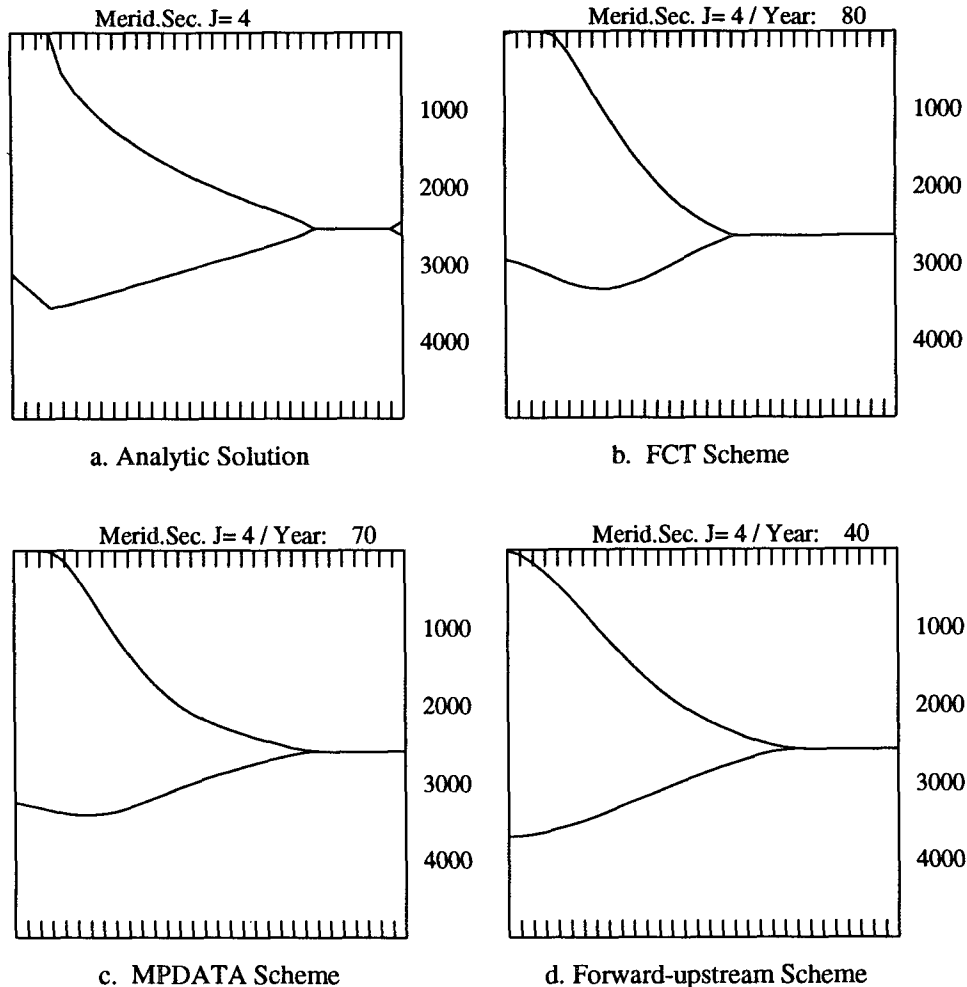 Merid.Sec. J= 4
1000
2000
3000
4000
a. Analytic Solution
Merid.Sec. J= 4 / Year: 80
1000
2000
3000
4000
b. FCT Scheme
Merid.Sec. J= 4 / Year: 70
1000
2000
3000
4000
c. MPDATA Scheme
Merid.Sec. J= 4 / Year: 40
1000
2000
3000
4000
d. Forward-upstream Scheme